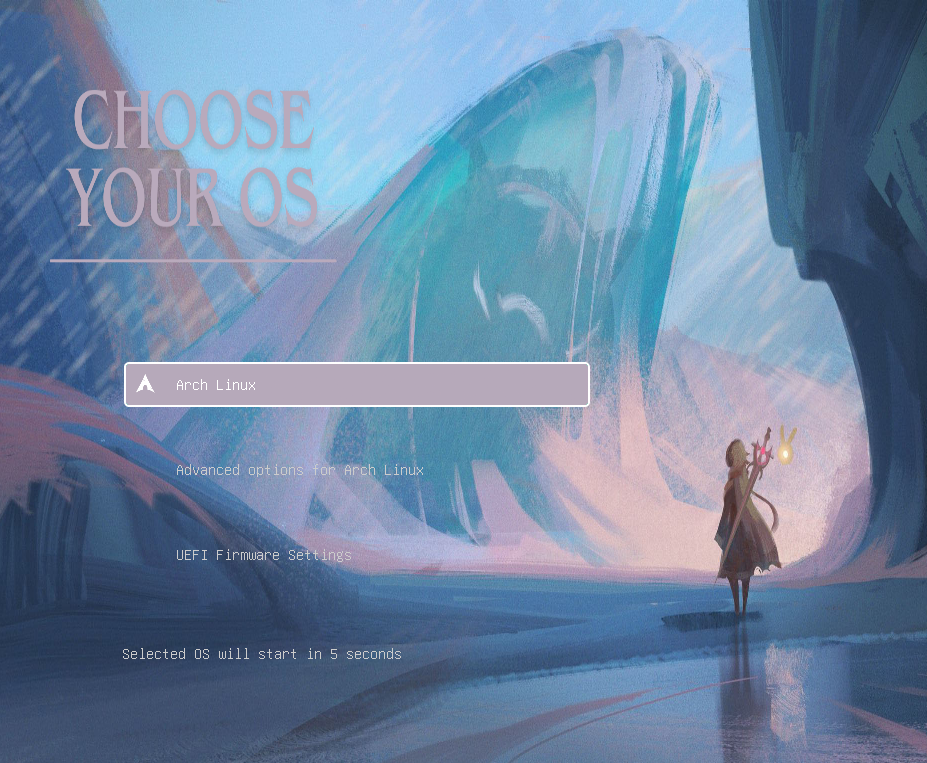 CHOOSE
YOUR OS
Arch Linux
Advanced options for Arch Linux
UEFI Firmware Settings
Selected OS will start in 5 seconds